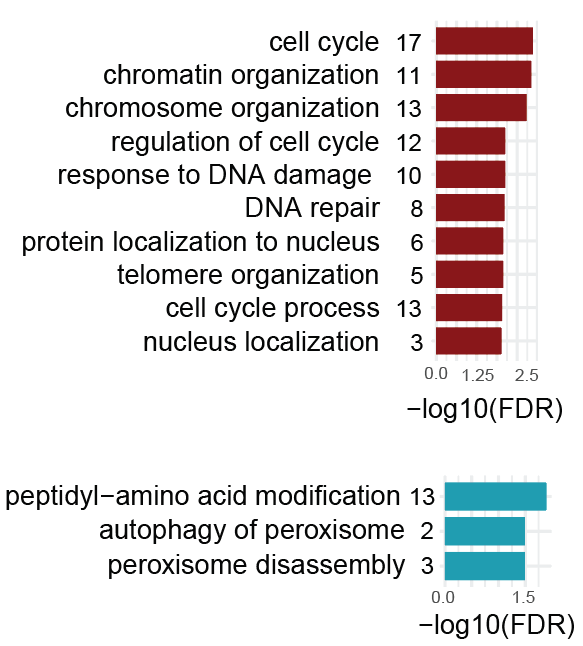 cell cycle 17
chromatin organization 11
chromosome organization 13
regulation of cell cycle 12
response to DNA damage 10
DNA repair 8
protein localization to nucleus 6
telomere organization 5
cell cycle process 13
nucleus localization 3
0.0 1.25 2.5
−log10(FDR)
peptidyl−amino acid modification 13
autophagy of peroxisome 2
peroxisome disassembly 3
0.0 1.5
−log10(FDR)